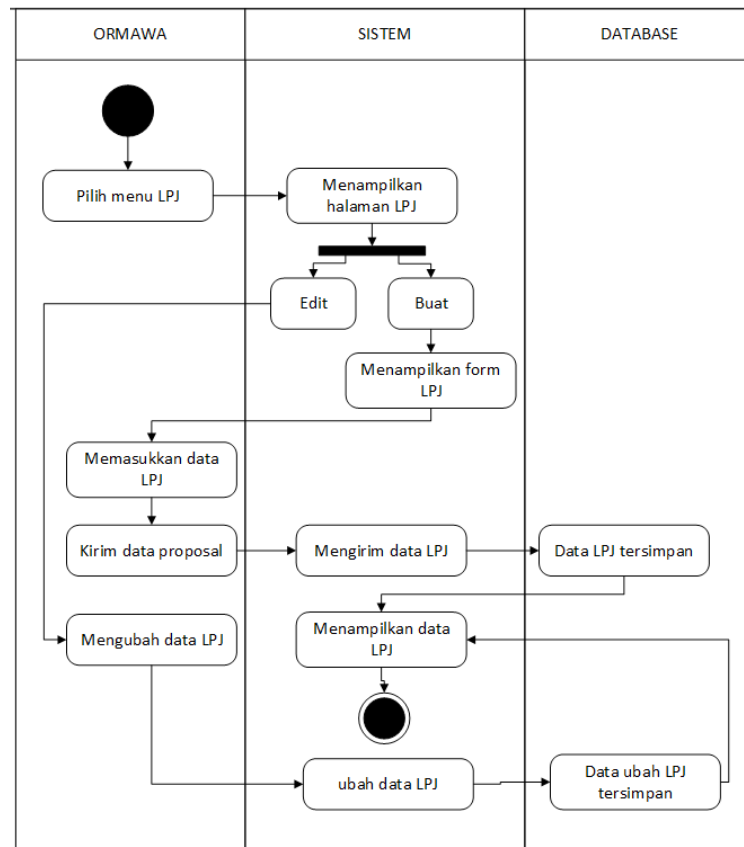 ORMAWA
SISTEM
DATABASE
Pilih menu LPJ
Menampilkan
halaman LPJ
Edit
Buat
Menampilkan form
LPJ
Memasukkan data
LPJ
Kirim data proposal
Mengirim data LPJ
Data LPJ tersimpan
Mengubah data LPJ
Menampilkan data
LPJ
ubah data LPJ
Data ubah LPJ
tersimpan